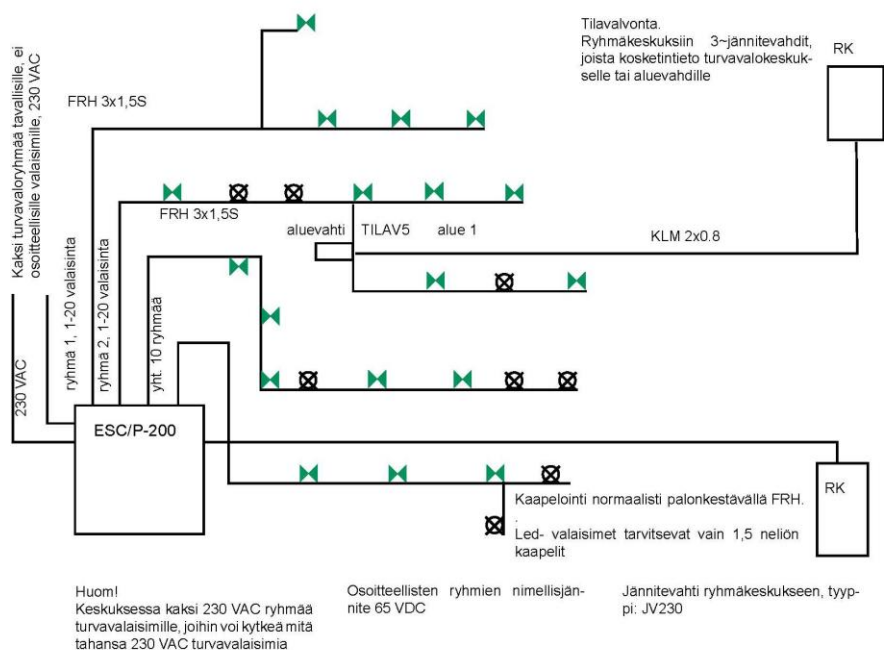 Tilavalvonta.
Ryhmäkeskuksiin 3~jännitevahdit,
joista kosketintieto turvavalokeskuk-
selle tai aluevahdille
RK
FRH 3x1,5S
Kaksi turvavaloryhmää tavallisille, ei
osoitteellisille valaisimille, 230 VAC
FRH 3x1,5S
aluevahti
TILAV5
alue 1
KLM 2x0.8
230 VAC
ryhmä 1, 1-20 valaisinta
ryhmä 2, 1-20 valaisinta
yht. 10 ryhmää
ESC/P-200
RK
Kaapelointi normaalisti palonkestävällä FRH.
.
Led- valaisimet tarvitsevat vain 1,5 neliön
kaapelit
Huom!
Keskuksessa kaksi 230 VAC ryhmää
turvavalaisimille, joihin voi kytkeä mitä
tahansa 230 VAC turvavalaisimia
Osoitteellisten ryhmien nimellisjän-
nite 65 VDC
Jännitevahti ryhmäkeskukseen, tyyp-
pi: JV230